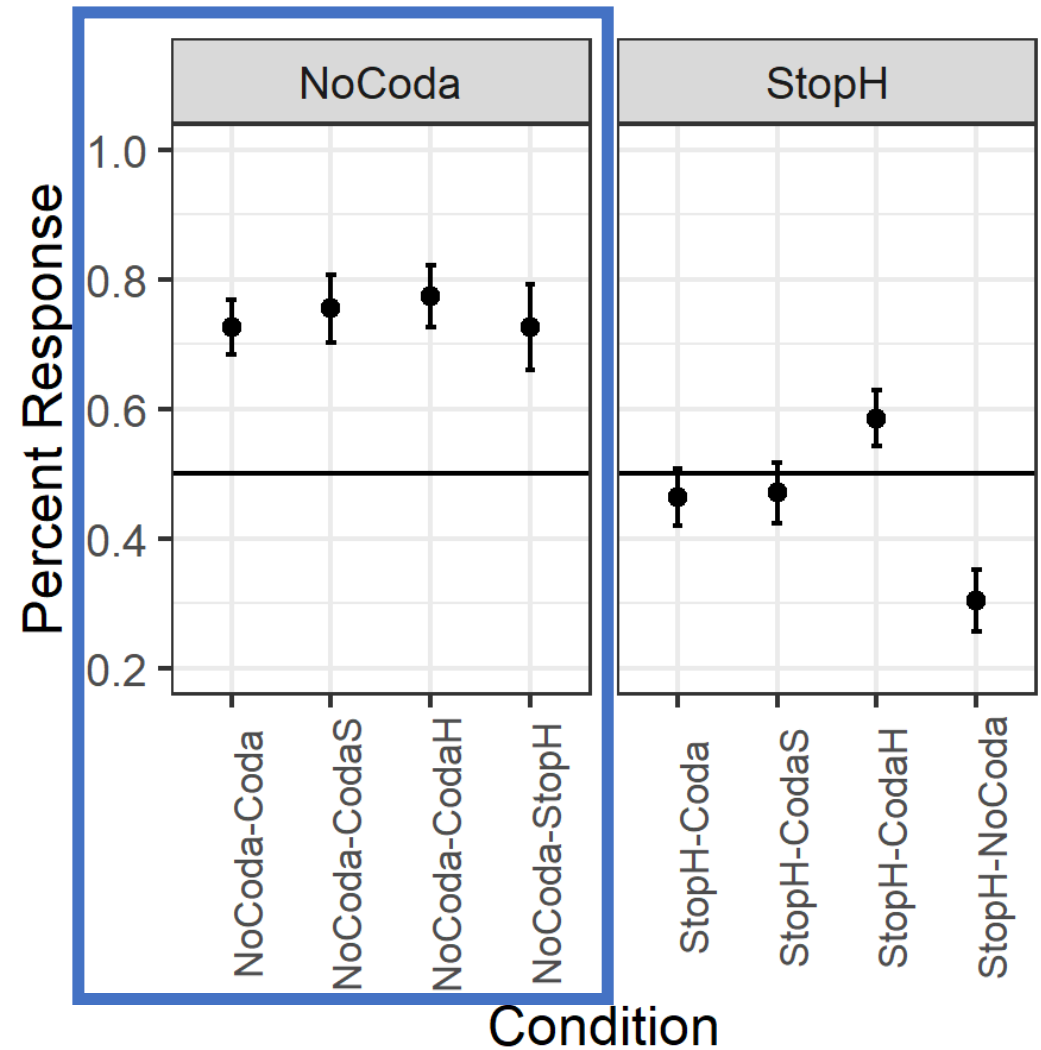 NoCoda
StopH
Percent Response
1.0
0.8
0.6
0.4
0.2
NoCoda-Coda
NoCoda-CodaS
NoCoda-CodaH
NoCoda-StopH
StopH-Coda
StopH-CodaS
StopH-CodaH
StopH-NoCoda
Condition